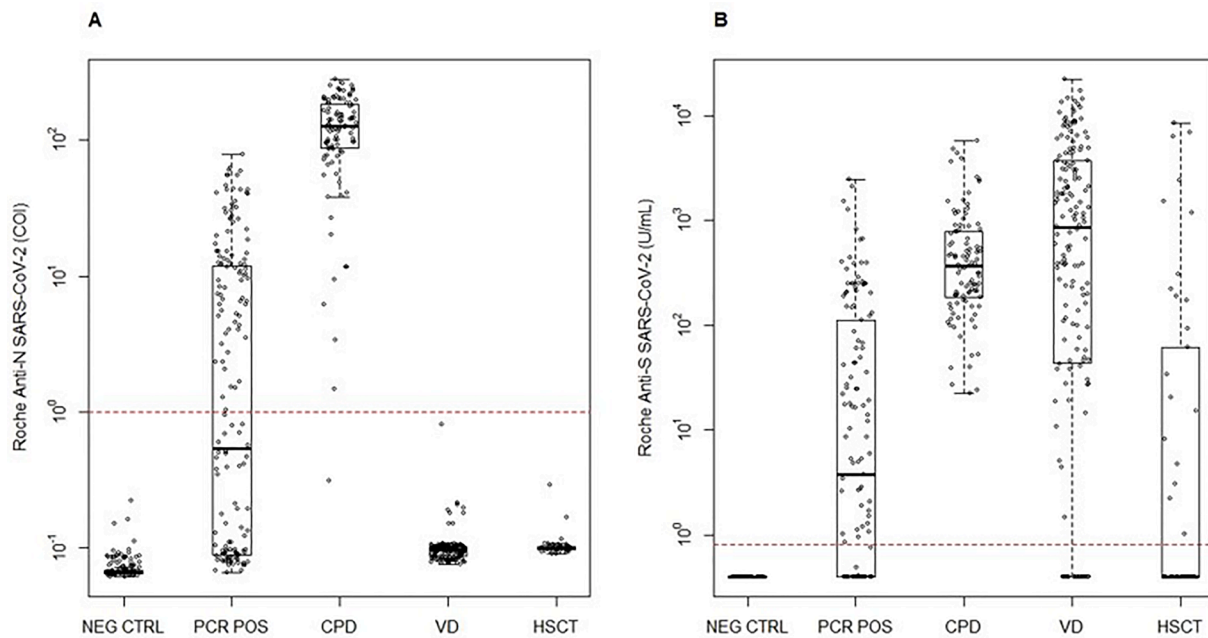 A
Roche Anti-N SARS-CoV-2 (COI)
10²
10¹
10⁰
10⁻¹
NEG CTRL PCR POS CPD VD HSCT
B
Roche Anti-S SARS-CoV-2 (U/mL)
10⁴
10³
10²
10¹
10⁰
NEG CTRL PCR POS CPD VD HSCT